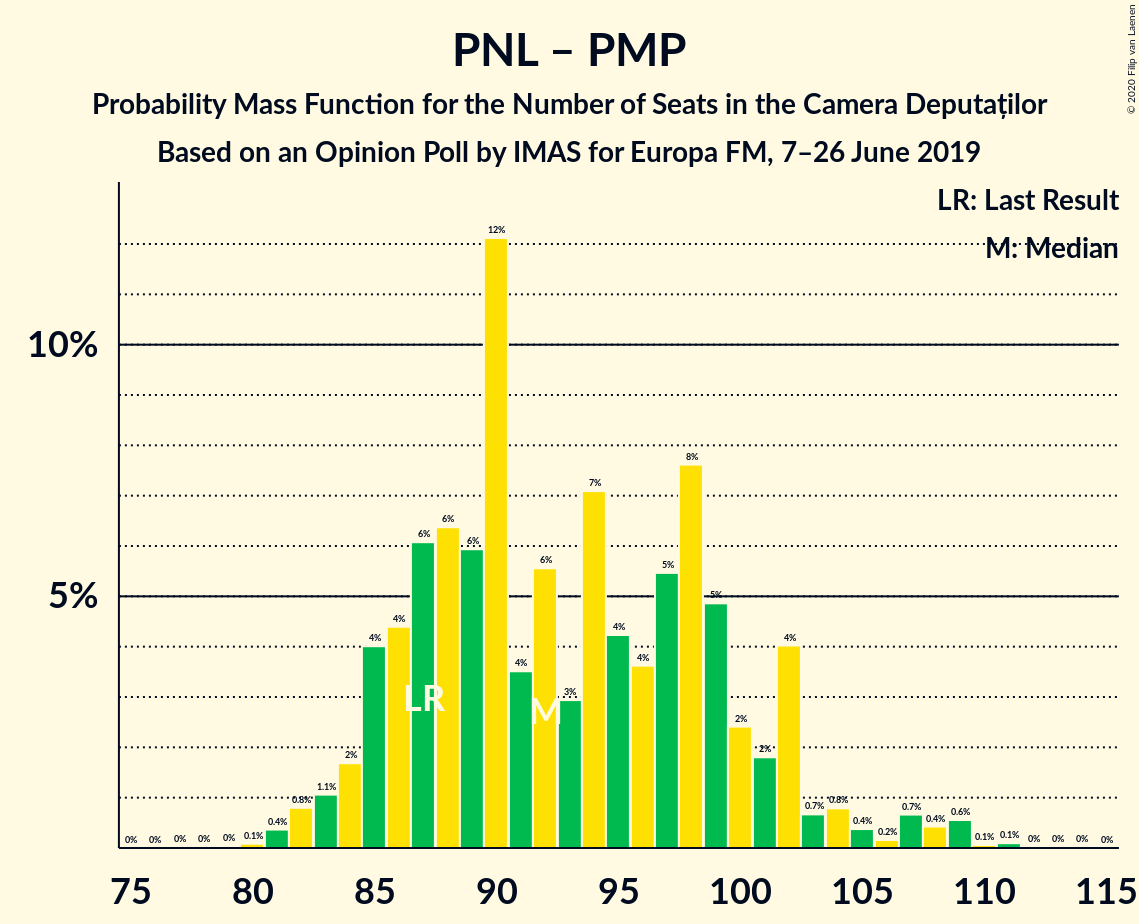 PNL – PMP
Probability Mass Function for the Number of Seats in the Camera Deputaților
Based on an Opinion Poll by IMAS for Europa FM, 7–26 June 2019
© 2020 Filip van Laenen
LR: Last Result
M: Median
10%
5%
0% 0% 0% 0% 0% 0.1% 0.4% 0.8% 1.1% 2% 4% 4% 6% 6% 6% 12% 4% 6% 3% 7% 4% 4% 5% 8% 5% 2% 2% 4% 0.7% 0.8% 0.4% 0.2% 0.7% 0.4% 0.6% 0.1% 0.1% 0% 0% 0% 0%
LR
M
75 80 85 90 95 100 105 110 115